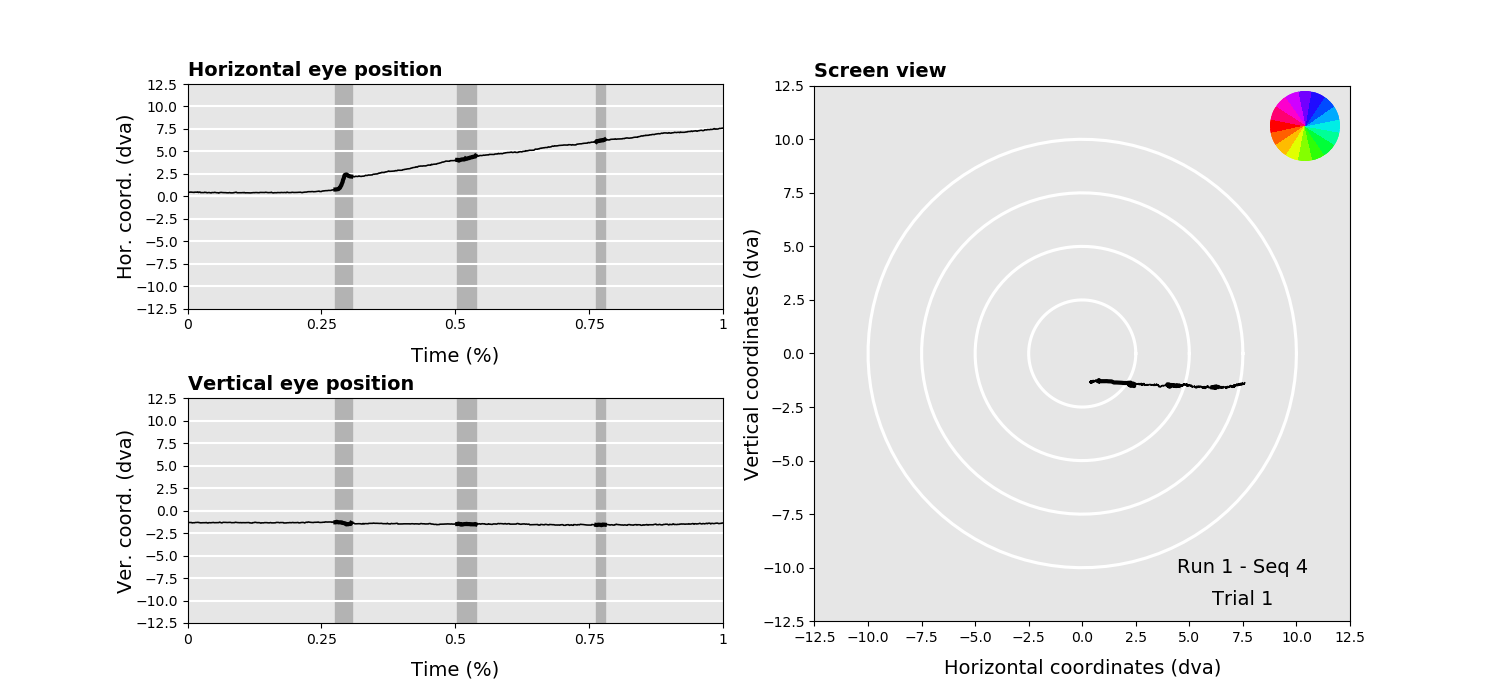 Horizontal eye position
Hor. coord. (dva)
12.5
10.0
7.5
5.0
2.5
0.0
−2.5
−5.0
−7.5
−10.0
−12.5
0 0.25 0.5 0.75 1
Time (%)
Vertical eye position
Ver. coord. (dva)
12.5
10.0
7.5
5.0
2.5
0.0
−2.5
−5.0
−7.5
−10.0
−12.5
0 0.25 0.5 0.75 1
Time (%)
Screen view
Vertical coordinates (dva)
12.5
10.0
7.5
5.0
2.5
0.0
−2.5
−5.0
−7.5
−10.0
−12.5
Run 1 - Seq 4
Trial 1
−12.5 −10.0 −7.5 −5.0 −2.5 0.0 2.5 5.0 7.5 10.0 12.5
Horizontal coordinates (dva)